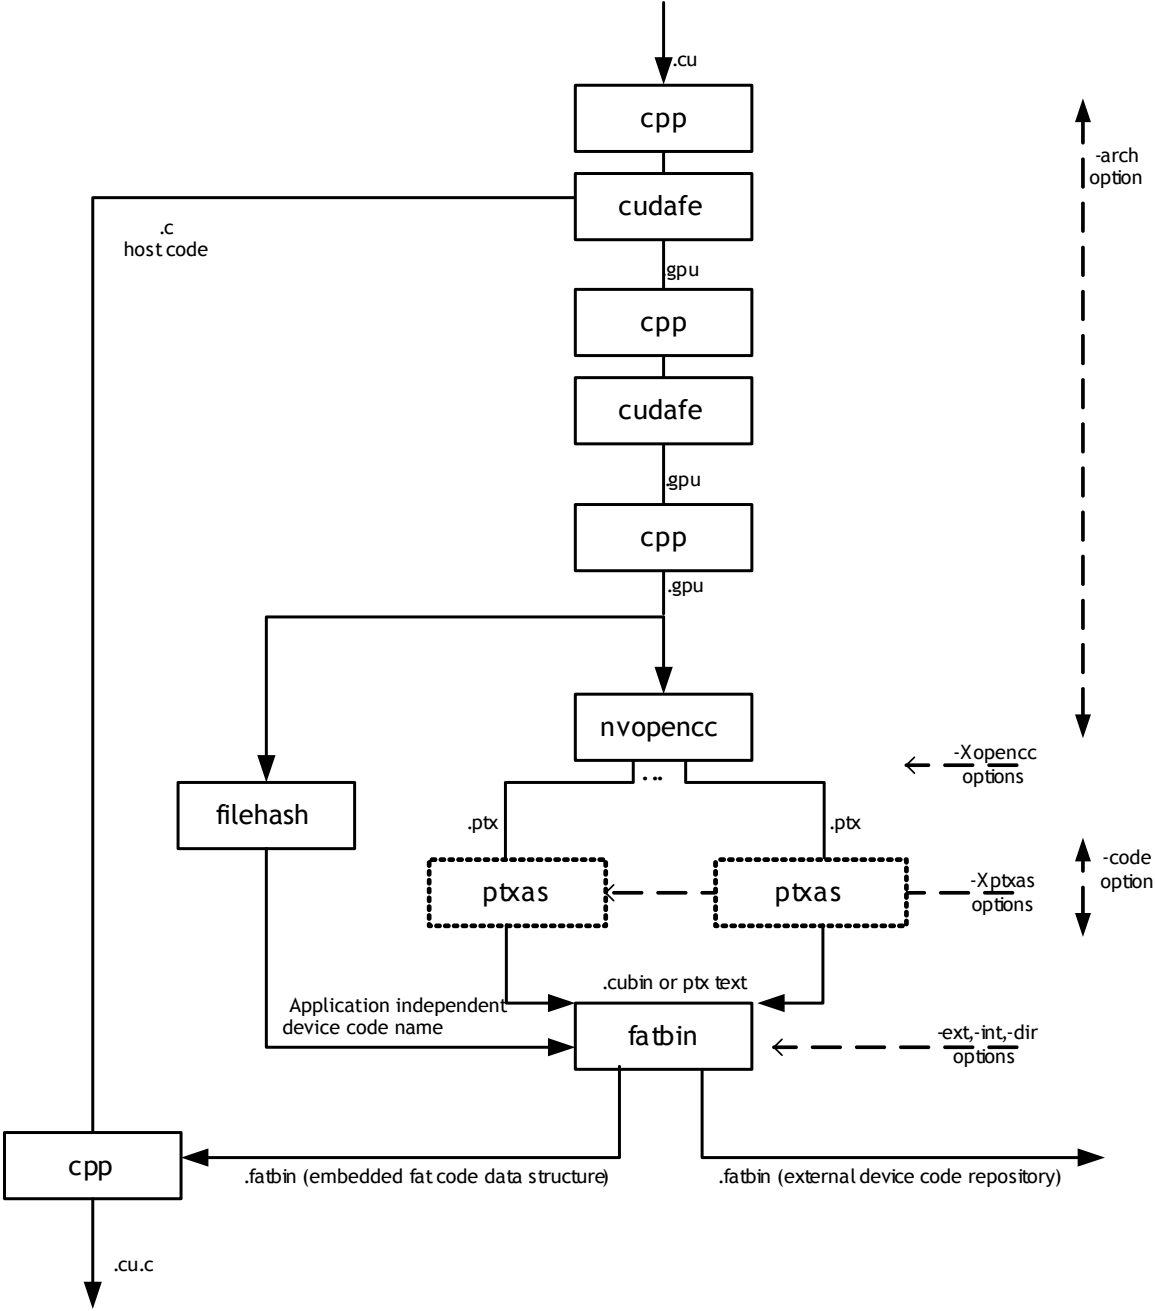 .cu
cpp
-arch
option
cudafe
.c
host code
.gpu
cpp
cudafe
.gpu
cpp
.gpu
nvopencc
...
-Xopencc
options
filehash
.ptx
.ptx
ptxas
ptxas
-Xptxas
options
-code
option
.cubin or ptx text
Application independent
device code name
fatbin
-ext,-int,-dir
options
cpp
.fatbin (embedded fat code data structure)
.fatbin (external device code repository)
.cu.c